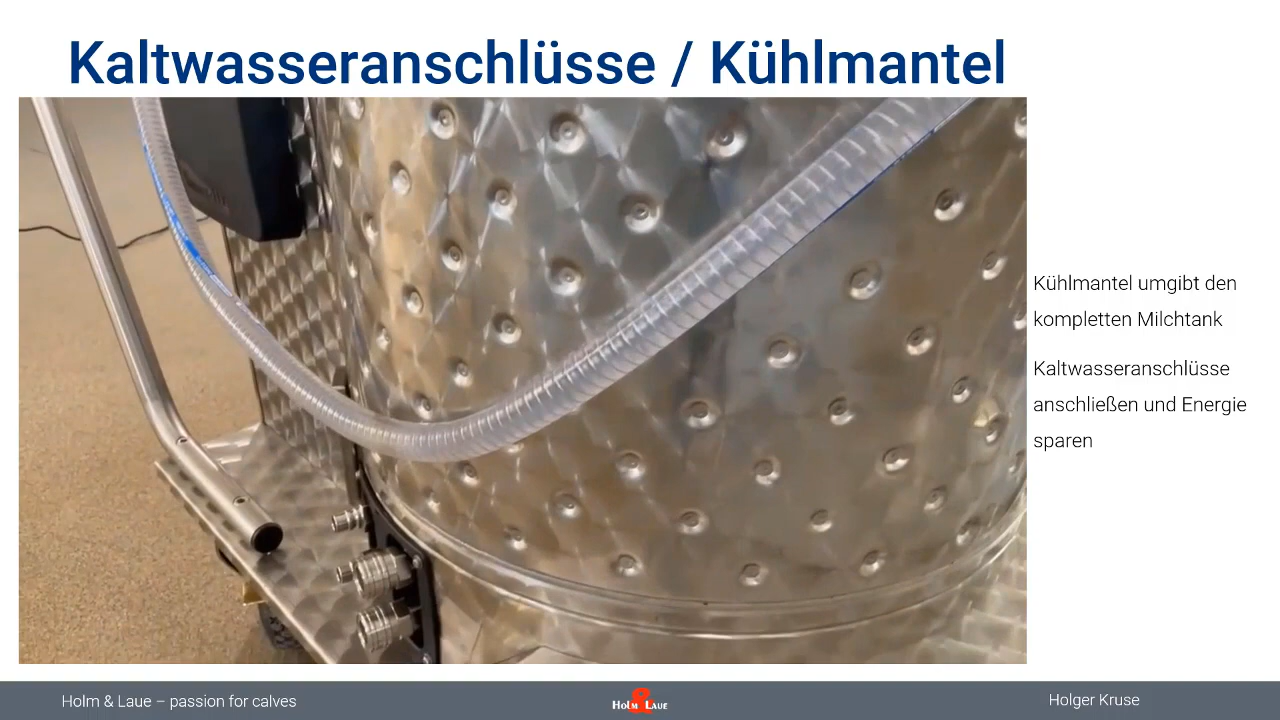 Kaltwasseranschlüsse / Kühlmantel
Kühlmantel umgibt den
kompletten Milchtank
Kaltwasseranschlüsse
anschließen und Energie
sparen
Holm & Laue – passion for calves
Holm & Laue
Holger Kruse